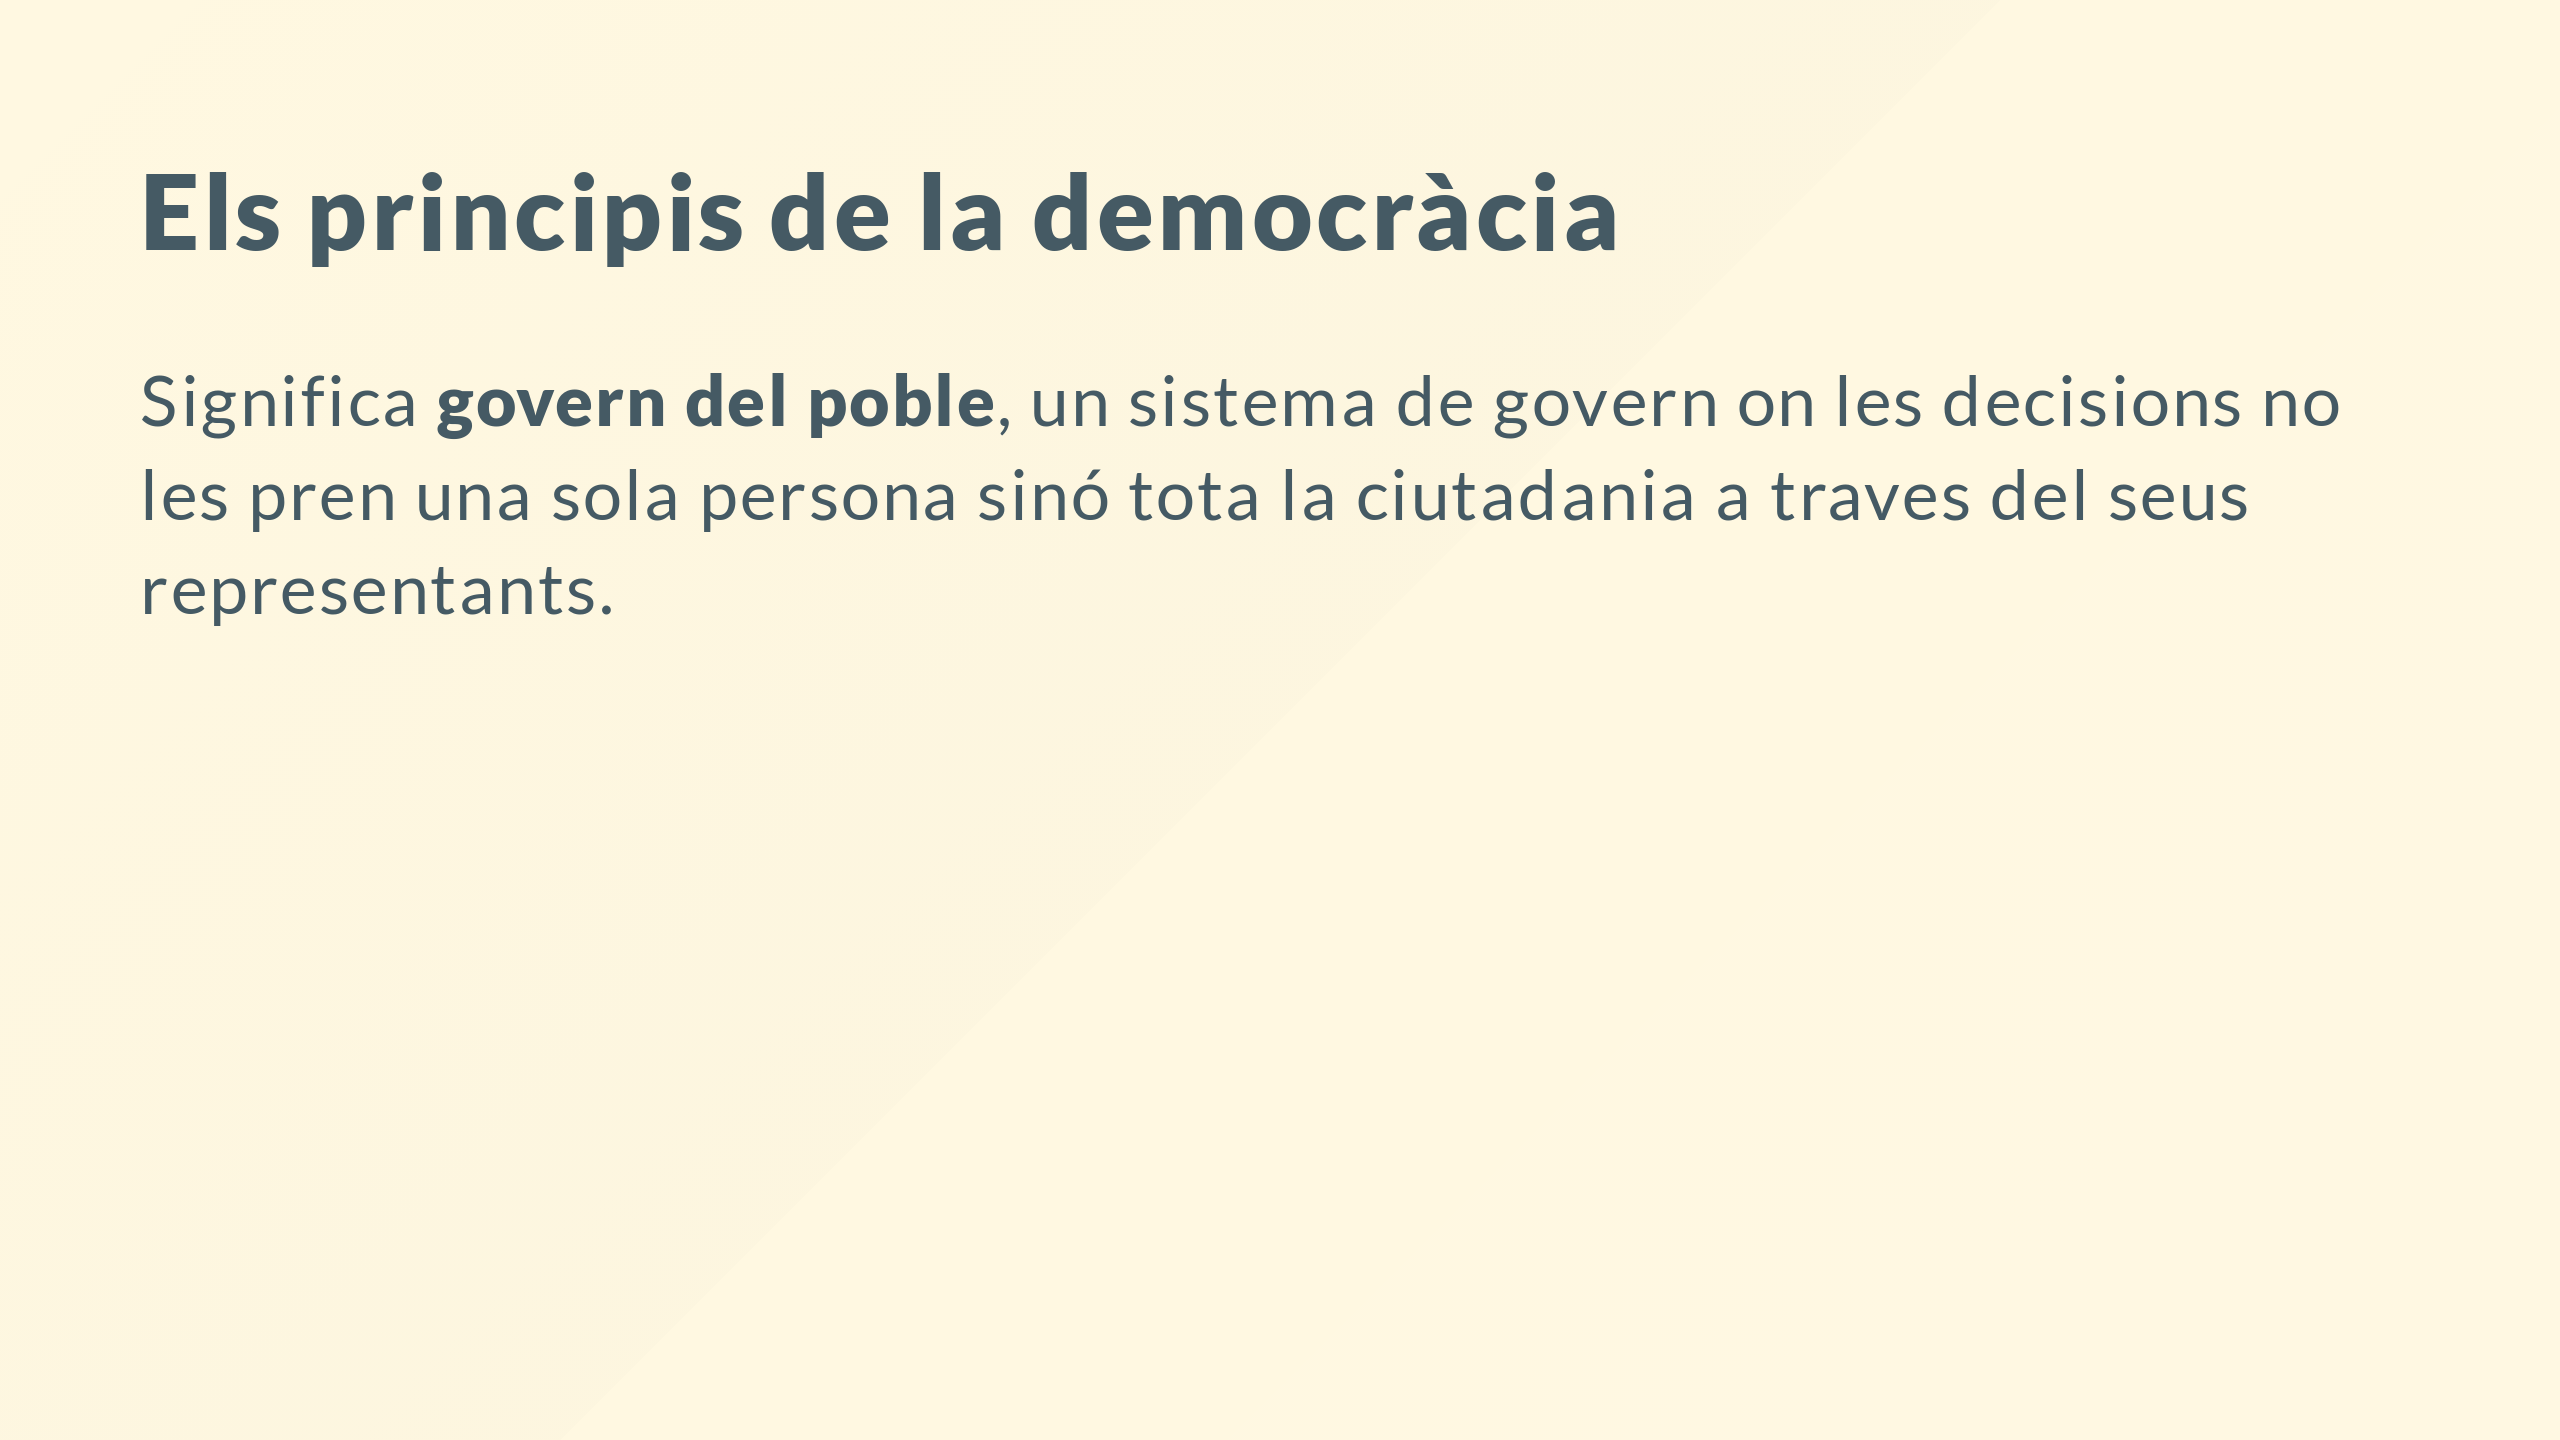 Els principis de la democràcia
Significa govern del poble, un sistema de govern on les decisions no
les pren una sola persona sinó tota la ciutadania a traves del seus
representants.